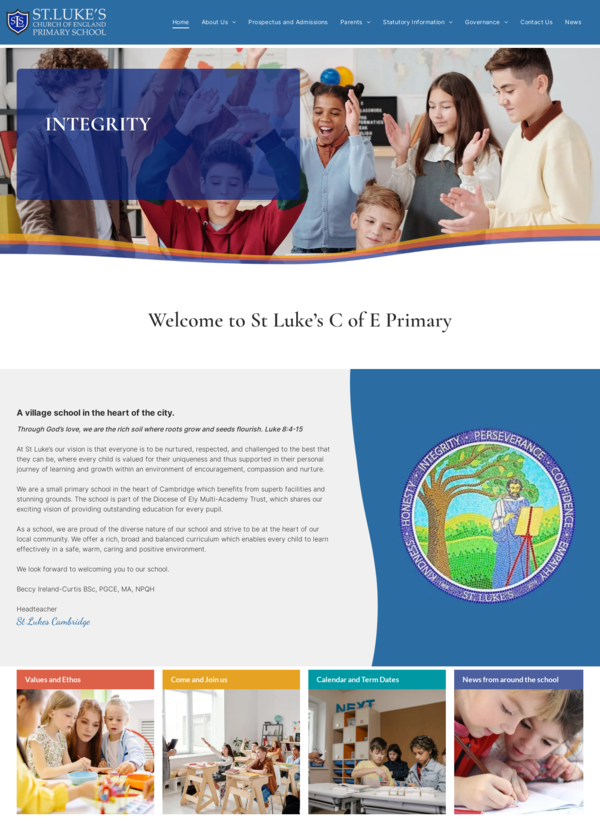 ST.LUKE'S
CHURCH OF ENGLAND
PRIMARY SCHOOL
Home
About Us
Prospectus and Admissions
Parents
Statutory Information
Governance
Contact Us
News
INTEGRITY
Welcome to St Luke's C of E Primary
A village school in the heart of the city.
Through God's love, we are the rich soil where roots grow and seeds flourish. Luke 8:4-15
At St Luke's our vision is that everyone is to be nurtured, respected, and challenged to the best that
they can be, where every child is valued for their uniqueness and thus supported in their personal
journey of learning and growth within an environment of encouragement, compassion and nurture.
We are a small primary school in the heart of Cambridge which benefits from superb facilities and
stunning grounds. The school is part of the Diocese of Ely Multi-Academy Trust, which shares our
exciting vision of providing outstanding education for every pupil.
As a school, we are proud of the diverse nature of our school and strive to be at the heart of our
local community. We offer a rich, broad and balanced curriculum which enables every child to learn
effectively in a safe, warm, caring and positive environment.
We look forward to welcoming you to our school.
Beccy Ireland-Curtis BSc, PGCE, MA, NPQH
Headteacher
St Lukes Cambridge
KINDNESS HONESTY INTEGRITY PERSEVERANCE CONFIDENCE EMPATHY
ST. LUKE'S
Values and Ethos
Come and Join us
Calendar and Term Dates
News from around the school
NEXT